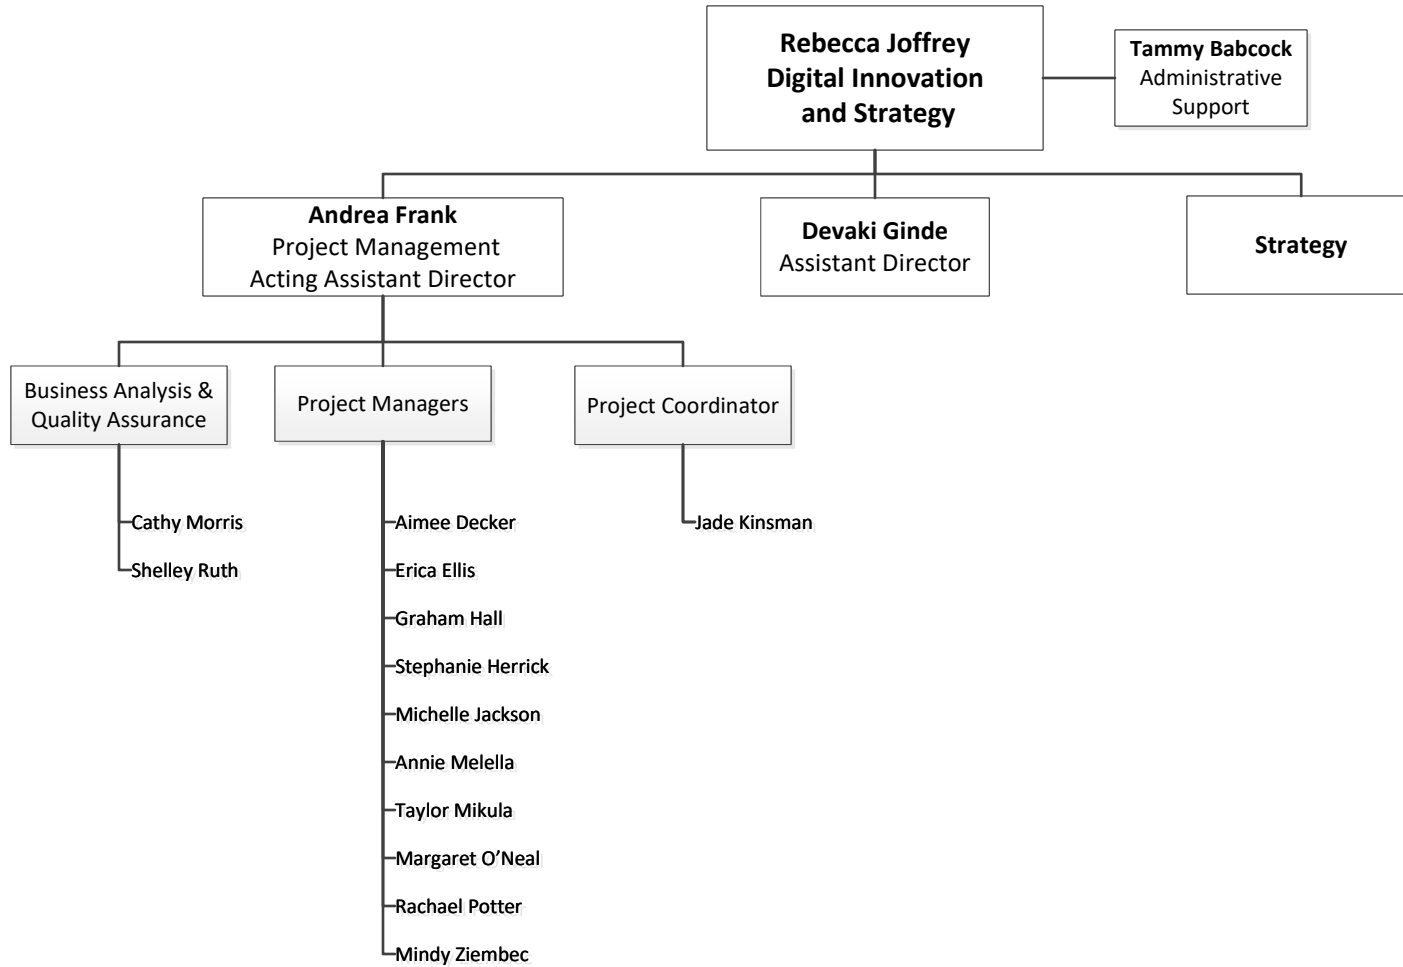 Rebecca Joffrey
Digital Innovation
and Strategy
Tammy Babcock
Administrative
Support
Andrea Frank
Project Management
Acting Assistant Director
Devaki Ginde
Assistant Director
Strategy
Business Analysis &
Quality Assurance
Project Managers
Project Coordinator
Cathy Morris
Shelley Ruth
Aimee Decker
Erica Ellis
Graham Hall
Stephanie Herrick
Michelle Jackson
Annie Melella
Taylor Mikula
Margaret O’Neal
Rachael Potter
Mindy Ziembec
Jade Kinsman